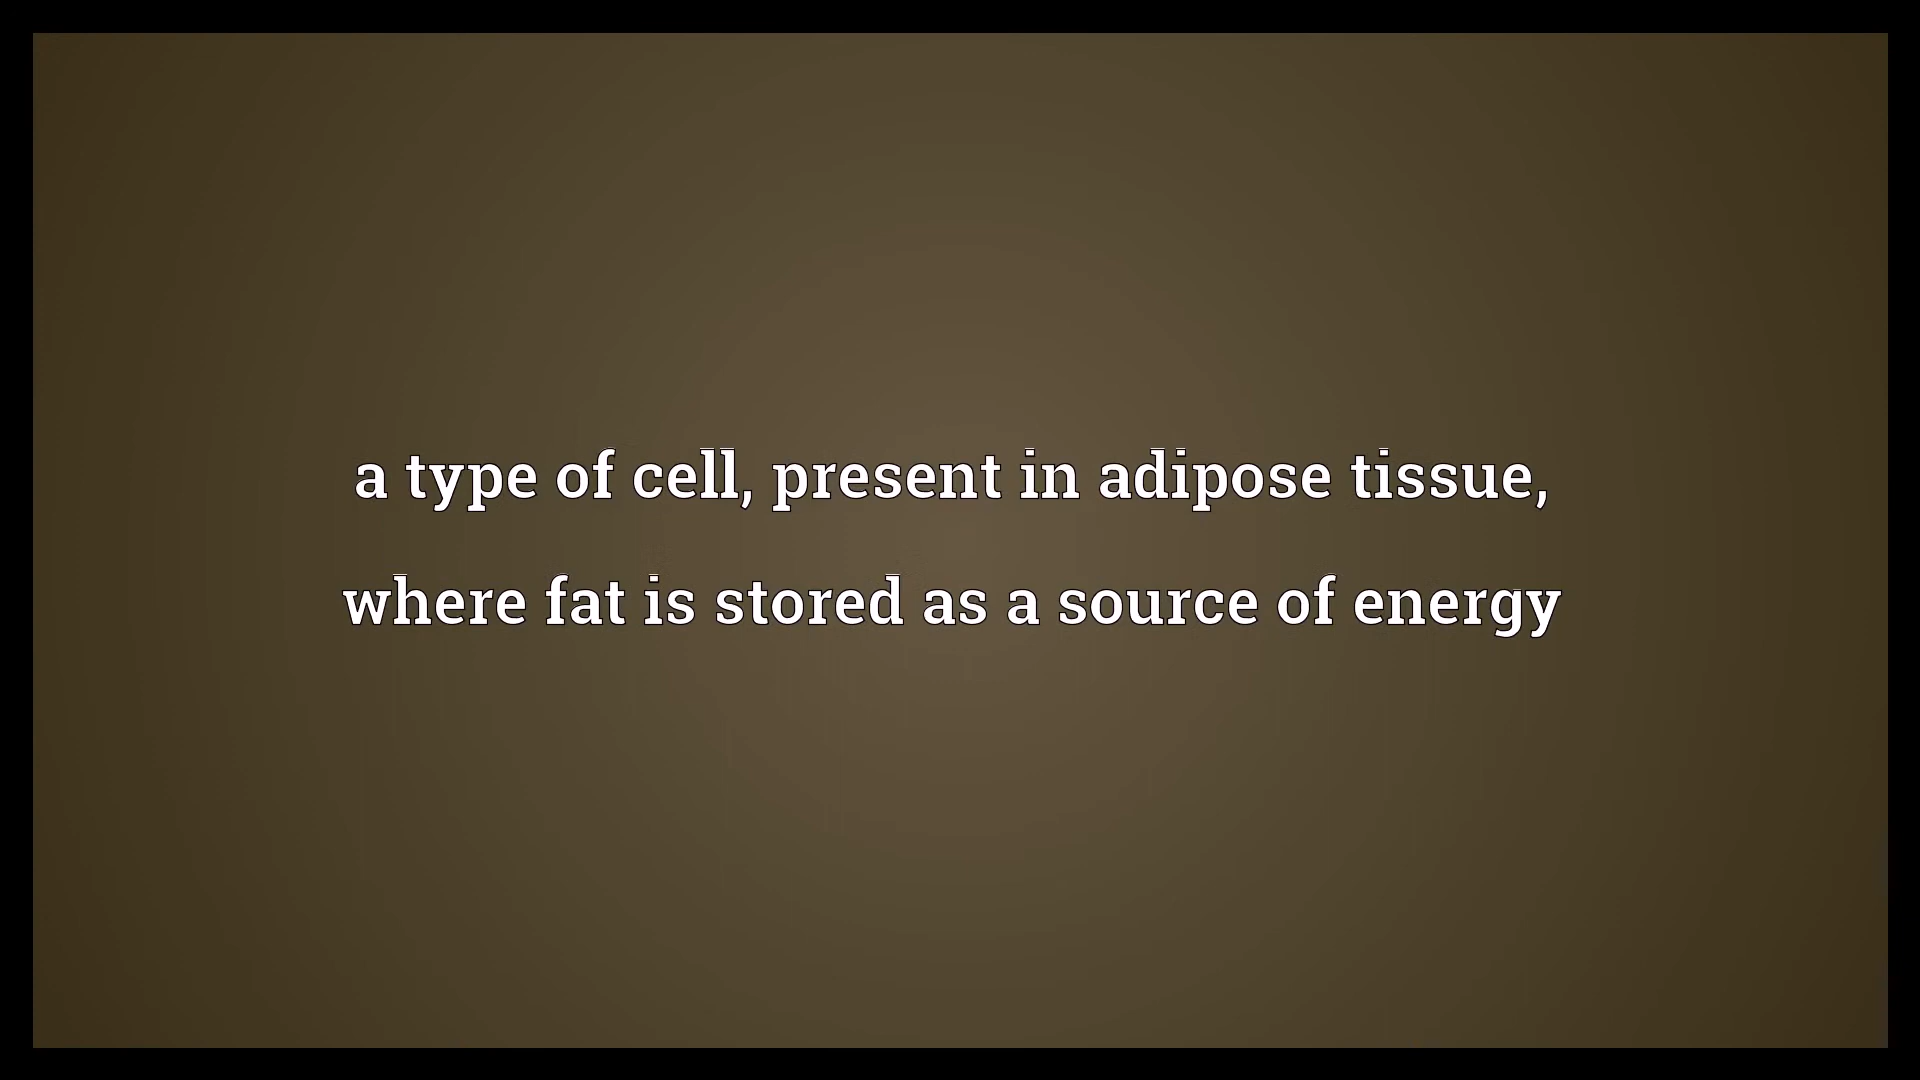 a type of cell, present in adipose tissue,
where fat is stored as a source of energy